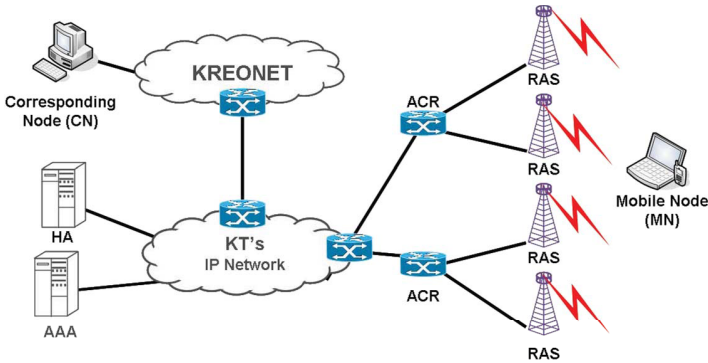 KREONET
Corresponding
Node (CN)
ACR
RAS
RAS
Mobile Node
(MN)
HA
KT's
IP Network
RAS
ACR
AAA
RAS